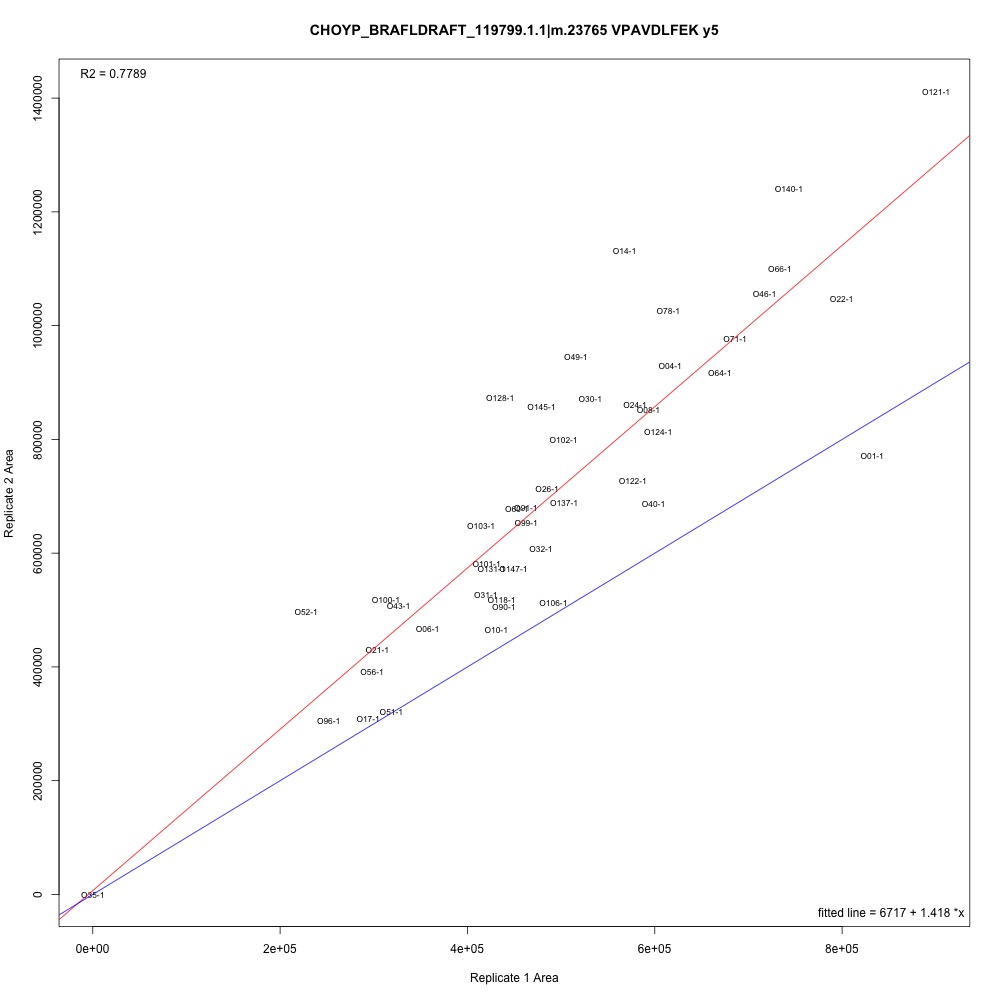 CHOYP_BRAFLDRAFT_119799.1.1|m.23765 VPAVDLFEK y5
R2 = 0.7789
1400000
1200000
1000000
800000
600000
400000
200000
0
Replicate 2 Area
O121-1
O140-1
O14-1
O66-1
O46-1
O22-1
O78-1
O71-1
O49-1
O04-1
O64-1
O128-1
O30-1
O145-1
O24-1
O08-1
O124-1
O102-1
O01-1
O122-1
O26-1
O137-1
O40-1
O91-1
O99-1
O103-1
O32-1
O101-1
O131-1
O147-1
O31-1
O118-1
O100-1
O43-1
O90-1
O106-1
O52-1
O06-1
O10-1
O21-1
O56-1
O51-1
O17-1
O96-1
O35-1
fitted line = 6717 + 1.418 *x
0e+00
2e+05
4e+05
6e+05
8e+05
Replicate 1 Area